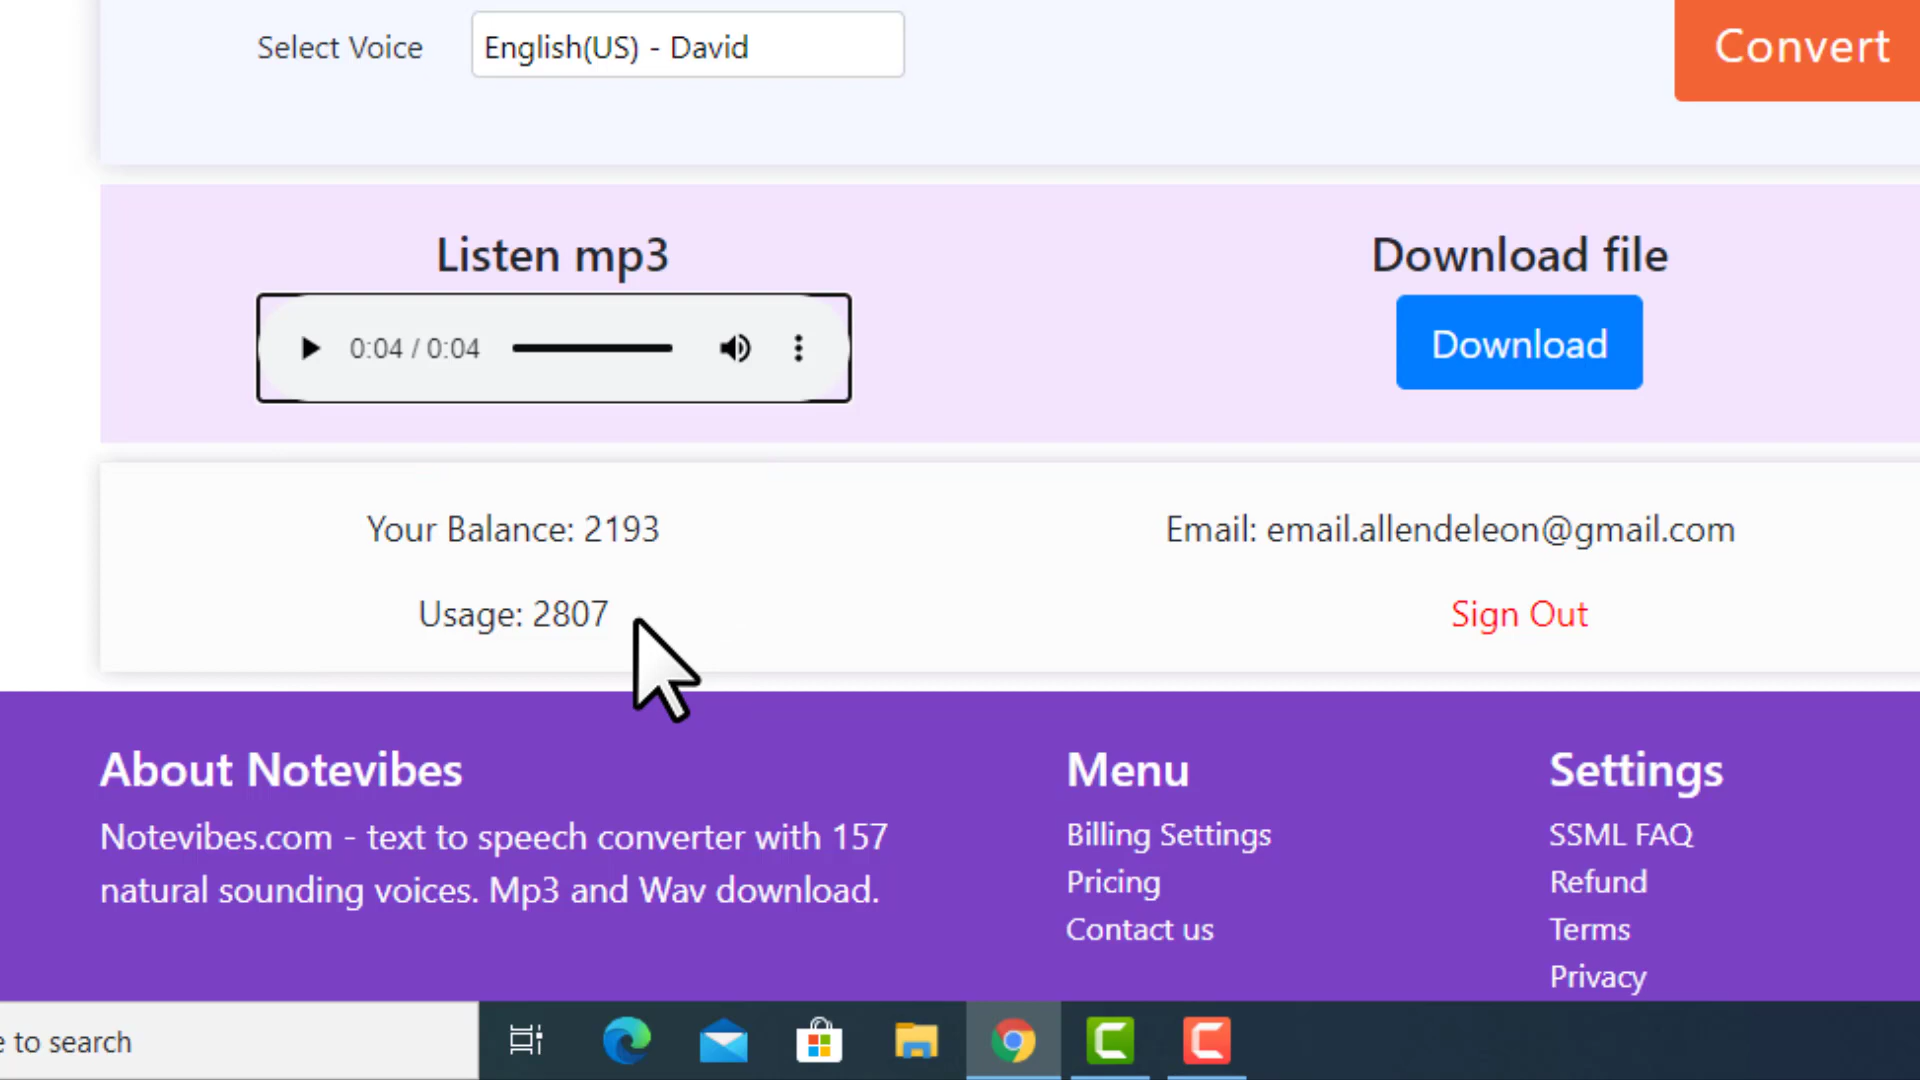 Select Voice English(US) - David Convert
Listen mp3 Download file
0:04 / 0:04 Download
Your Balance: 2193 Email: email.allendeleon@gmail.com
Usage: 2807 Sign Out
About Notevibes Menu Settings
Notevibes.com - text to speech converter with 157
natural sounding voices. Mp3 and Wav download.
Billing Settings
Pricing
Contact us
SSML FAQ
Refund
Terms
Privacy
e to search